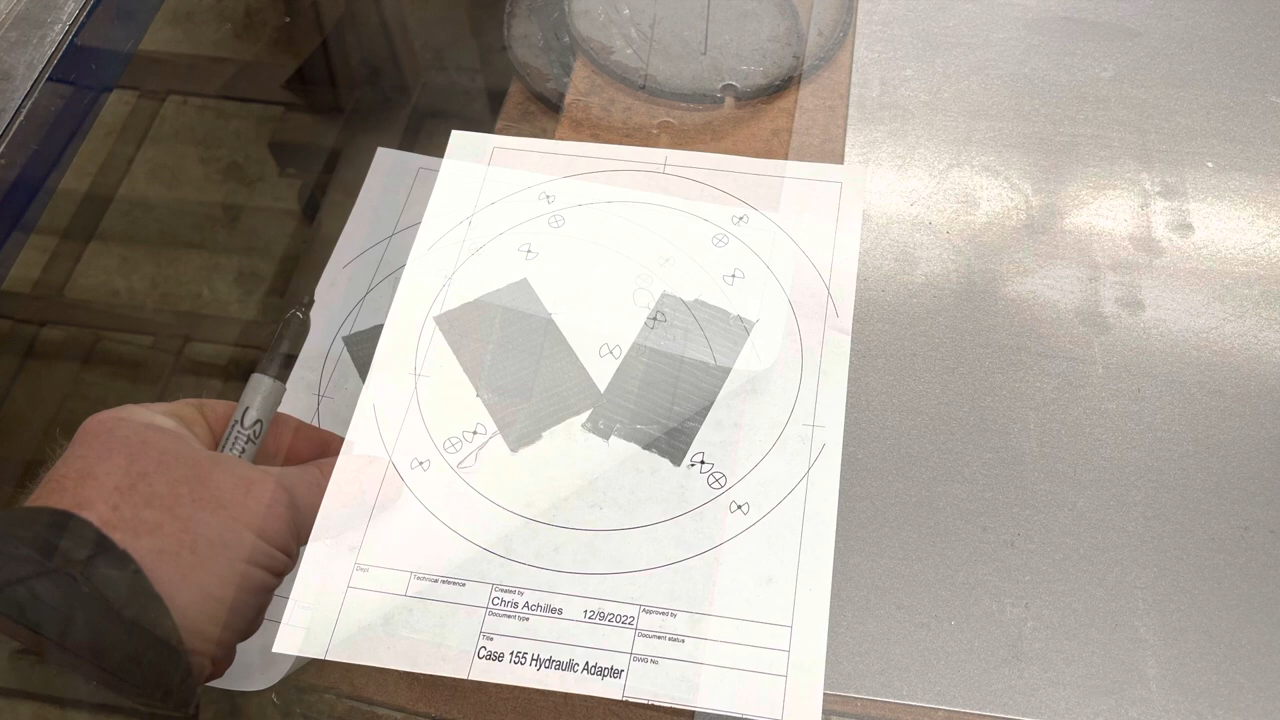 Dept
Technical reference
Created by
Chris Achilles 12/9/2022
Approved by
Document type
Document status
Title
Case 155 Hydraulic Adapter
DWG No.